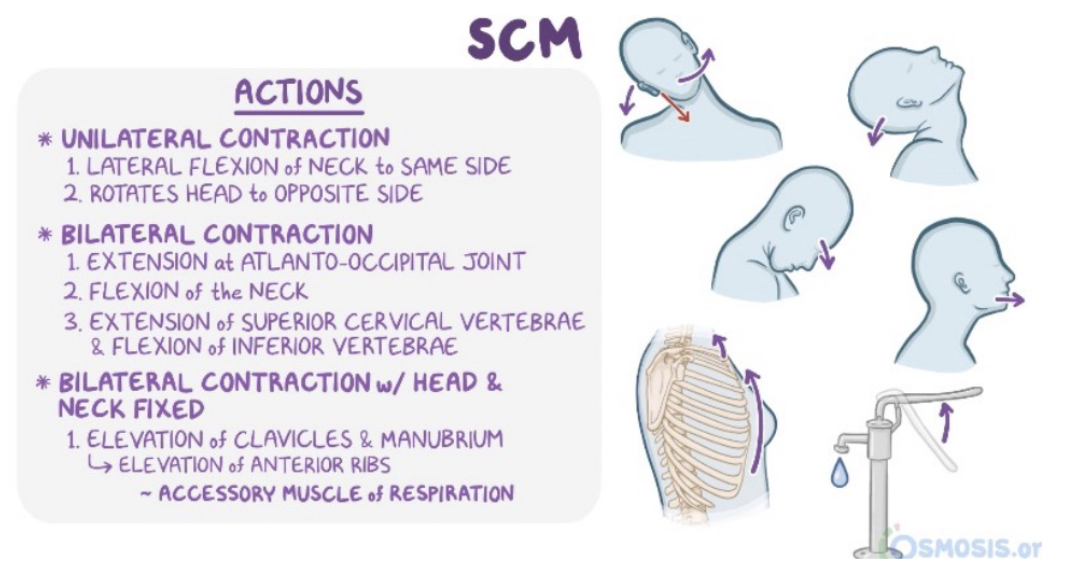 SCM
ACTIONS
* UNILATERAL CONTRACTION
1. LATERAL FLEXION of NECK to SAME SIDE
2. ROTATES HEAD to OPPOSITE SIDE
* BILATERAL CONTRACTION
1. EXTENSION at ATLANTO-OCCIPITAL JOINT
2. FLEXION of the NECK
3. EXTENSION of SUPERIOR CERVICAL VERTEBRAE
& FLEXION of INFERIOR VERTEBRAE
* BILATERAL CONTRACTION w/ HEAD &
NECK FIXED
1. ELEVATION of CLAVICLES & MANUBRIUM
↳ ELEVATION of ANTERIOR RIBS
~ ACCESSORY MUSCLE of RESPIRATION
OSMOSIS.or